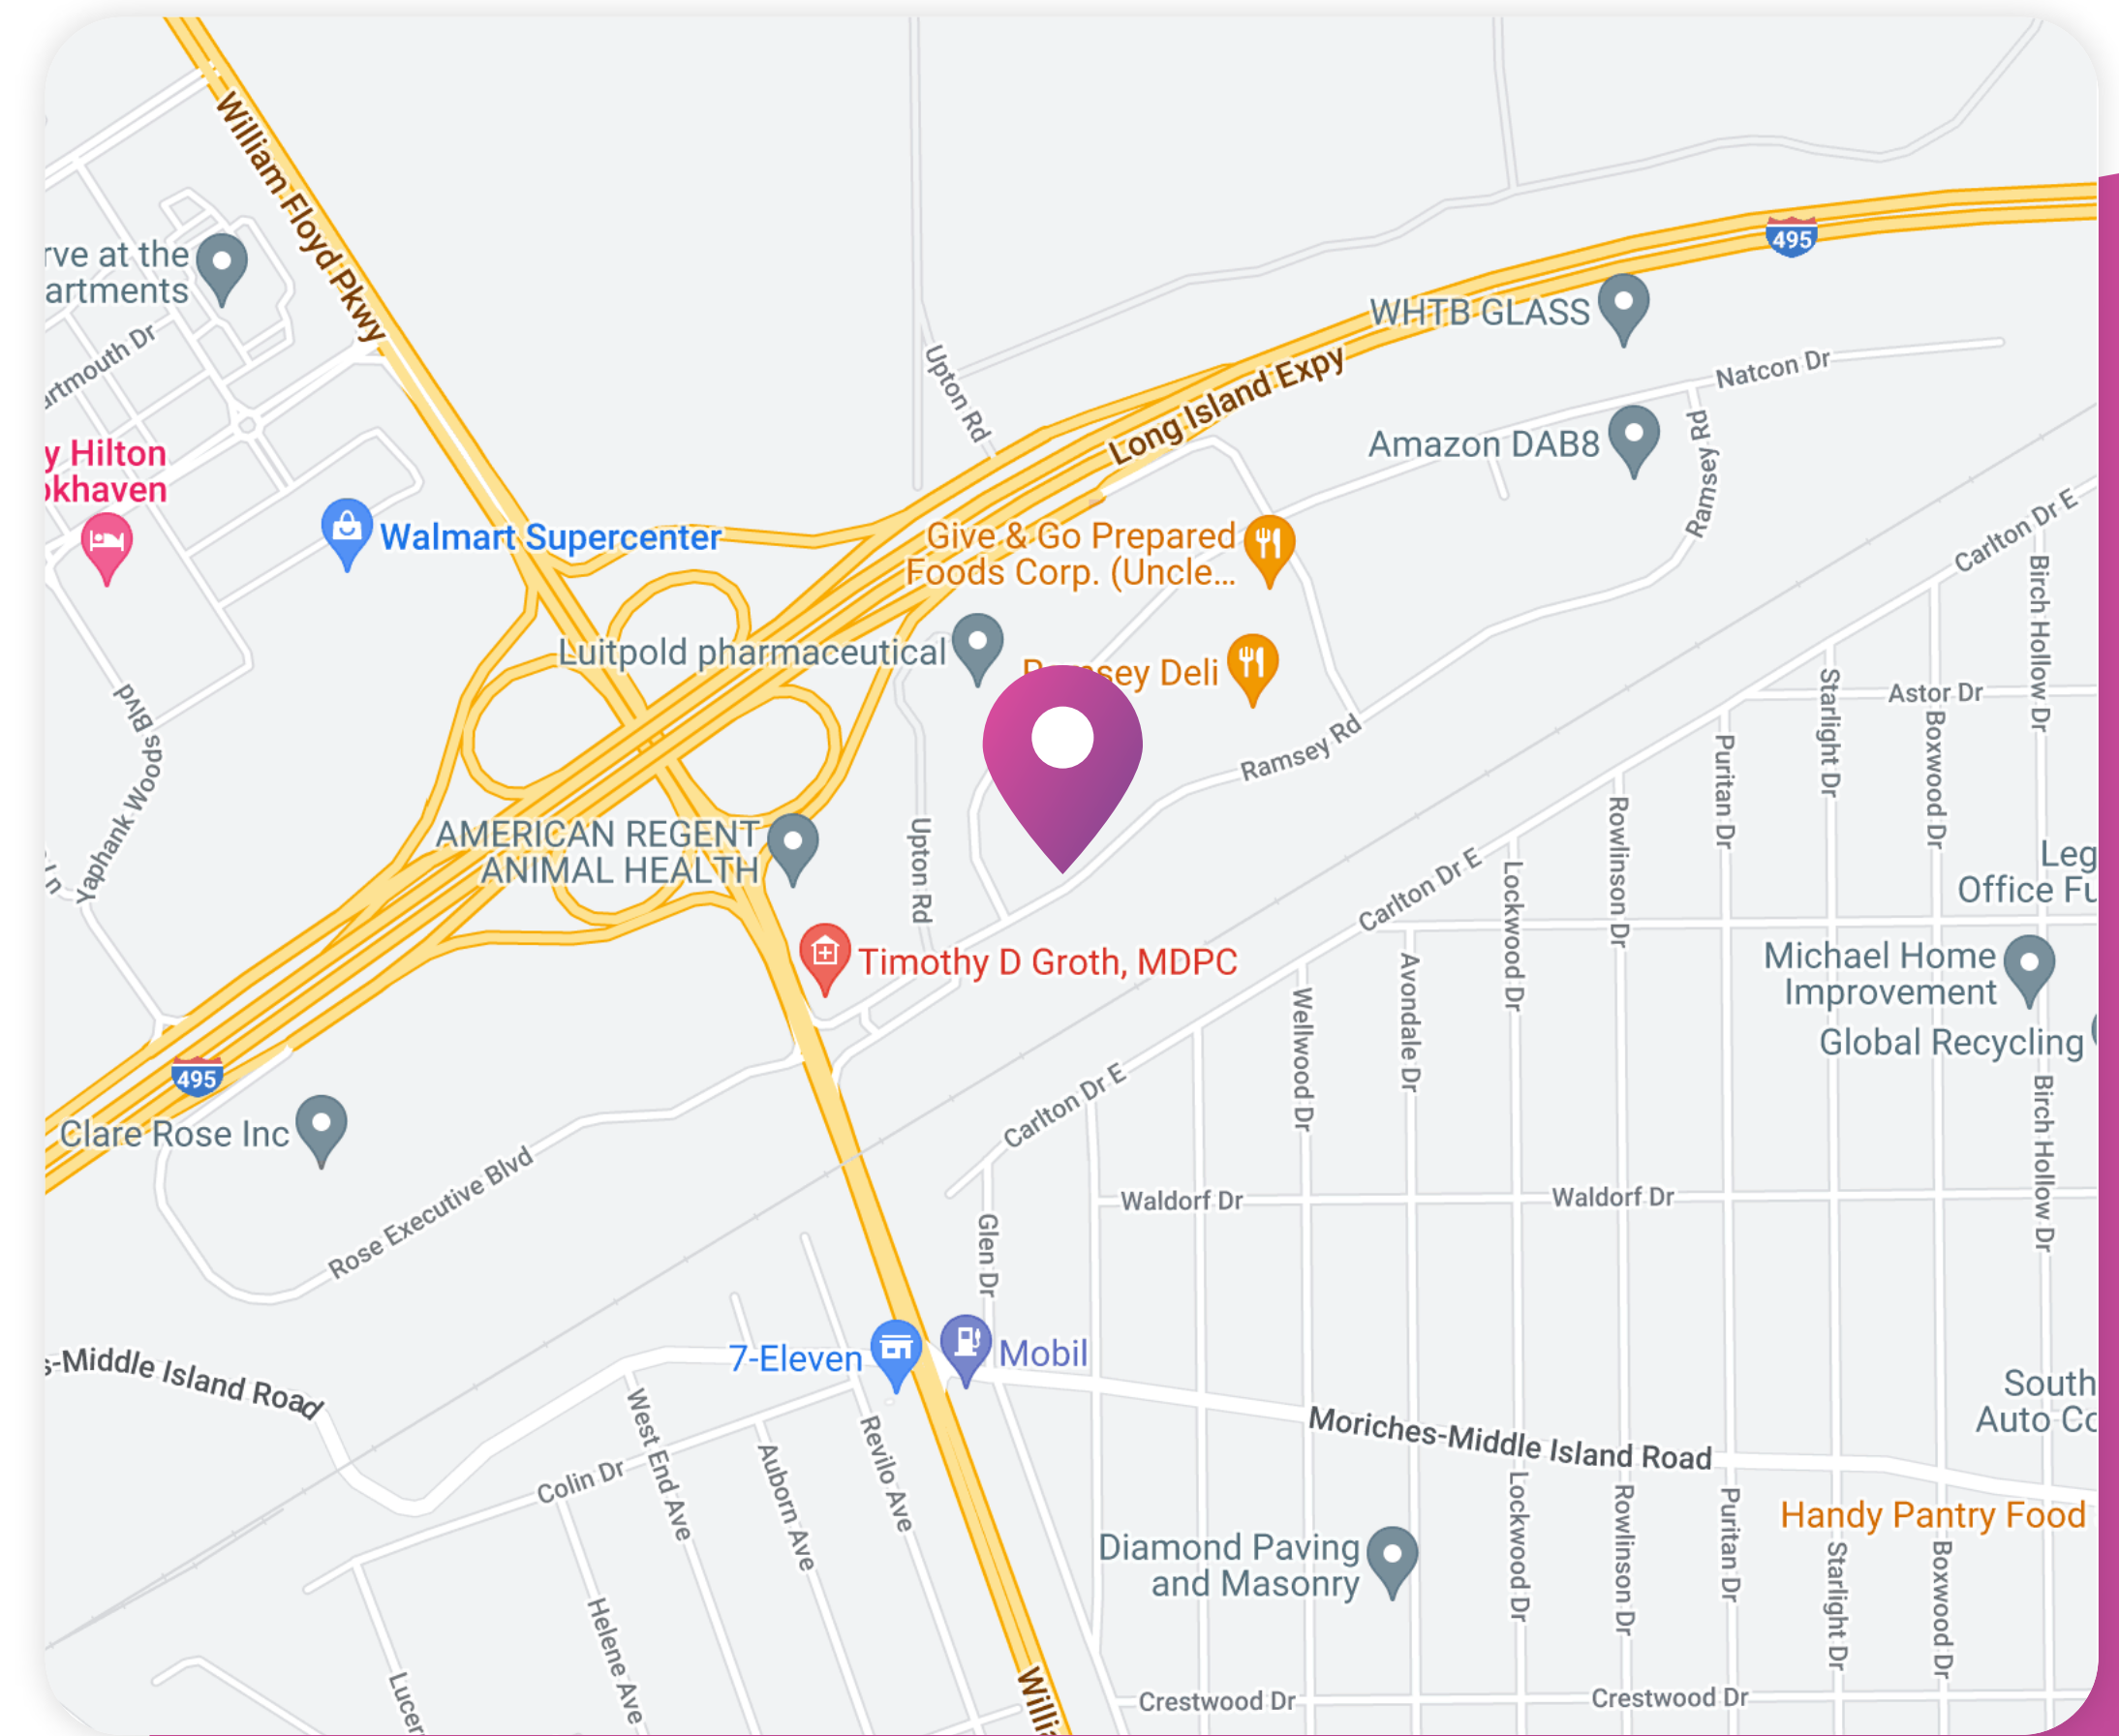 William Floyd Pkwy
495
rve at the
artments
WHTB GLASS
Natcon Dr
artmouth Dr
Upton Rd
Long Island Expy
Amazon DAB8
Ramsey Rd
y Hilton
okhaven
Walmart Supercenter
Give & Go Prepared
Foods Corp. (Uncle...
Carlton Dr E
Birch Hollow Dr
Luitpold pharmaceutical
sey Deli
Astor Dr
Starlight Dr
Boxwood Dr
Puritan Dr
Yaphank Woods Blvd
Ramsey Rd
Rowlinson Dr
AMERICAN REGENT
ANIMAL HEALTH
Upton Rd
Carlton Dr E
Lockwood Dr
Leg
Office Fu
Ln
Timothy D Groth, MDPC
Avondale Dr
Michael Home
Improvement
Wellwood Dr
Global Recycling
495
Clare Rose Inc
Carlton Dr E
Birch Hollow Dr
Rose Executive Blvd
Waldorf Dr
Waldorf Dr
Glen Dr
s-Middle Island Road
7-Eleven
Mobil
South
Auto Co
Moriches-Middle Island Road
West End Ave
Revilo Ave
Colin Dr
Auborn Ave
Lockwood Dr
Rowlinson Dr
Puritan Dr
Handy Pantry Food
Diamond Paving
and Masonry
Starlight Dr
Boxwood Dr
Helene Ave
Lucer
Willia
Crestwood Dr
Crestwood Dr